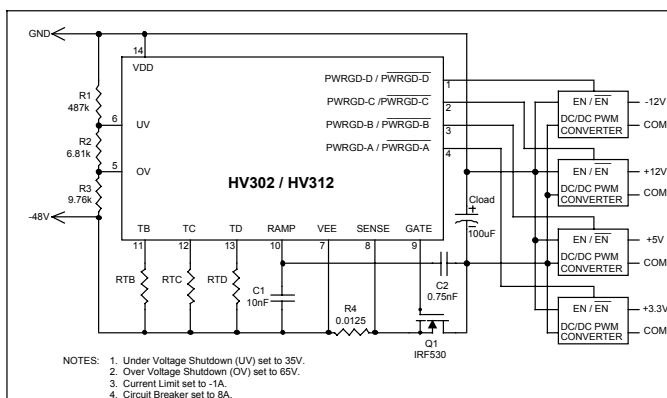 GND
14
VDD
PWRGD-D / PWRGD-D
1
PWRGD-C / PWRGD-C
2
PWRGD-B / PWRGD-B
3
PWRGD-A / PWRGD-A
4
R1
487k
6
UV
R2
6.81k
5
OV
R3
9.76k
-48V
HV302 / HV312
TB
TC
TD
RAMP
VEE
SENSE
GATE
11
12
13
10
7
8
9
RTB
RTC
RTD
C1
10nF
R4
0.0125
C2
0.75nF
Q1
IRF530
Cload
+
100uF
EN / EN
DC/DC PWM
CONVERTER
-12V
COM
EN / EN
DC/DC PWM
CONVERTER
+12V
COM
EN / EN
DC/DC PWM
CONVERTER
+5V
COM
EN / EN
DC/DC PWM
CONVERTER
+3.3V
COM
NOTES: 1. Under Voltage Shutdown (UV) set to 35V.
2. Over Voltage Shutdown (OV) set to 65V.
3. Current Limit set to -1A.
4. Circuit Breaker set to 8A.